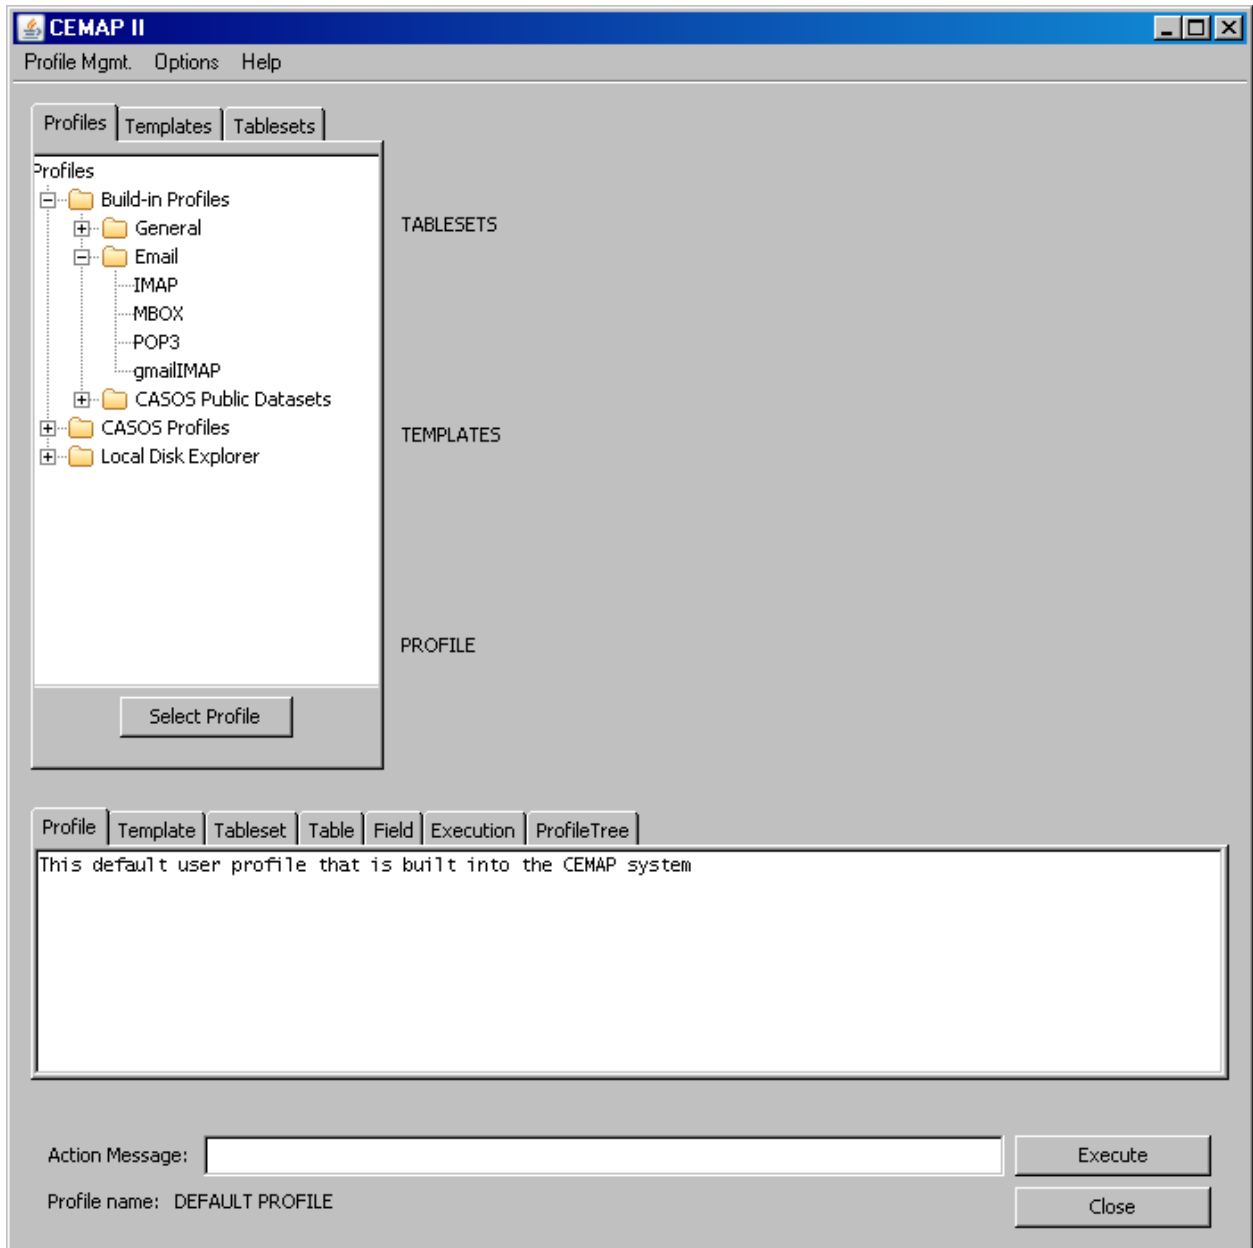 CEMAP II
Profile Mgmt. Options Help
Profiles Templates Tablesets
Profiles
Build-in Profiles
General
Email
IMAP
MBOX
POP3
gmailIMAP
CASOS Public Datasets
CASOS Profiles
Local Disk Explorer
Select Profile
TABLESETS
TEMPLATES
PROFILE
Profile Template Tableset Table Field Execution ProfileTree
This default user profile that is built into the CEMAP system
Action Message:
Execute
Profile name: DEFAULT PROFILE
Close